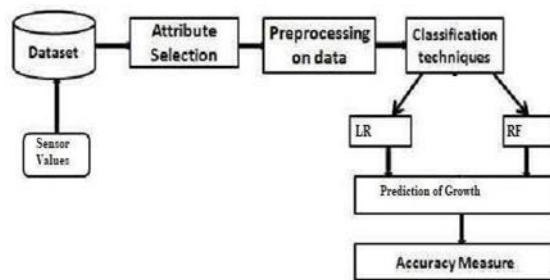 Dataset
Attribute
Selection
Preprocessing
on data
Classification
techniques
Sensor
Values
LR
RF
Prediction of Growth
Accuracy Measure